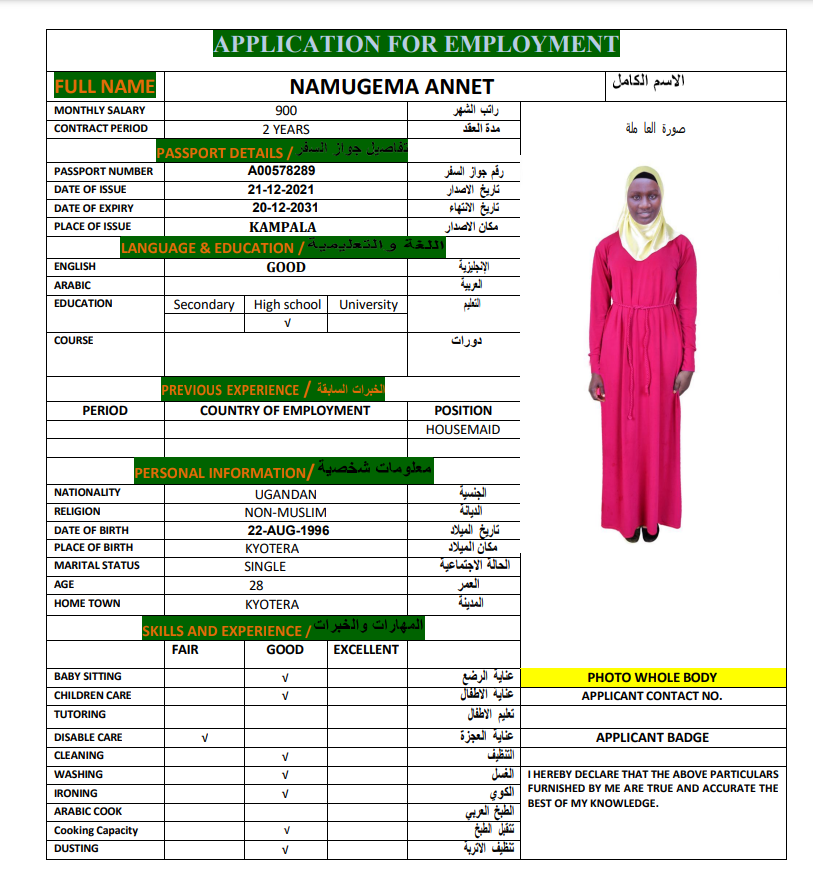 APPLICATION FOR EMPLOYMENT
FULL NAME NAMUGEMA ANNET الاسم الكامل
MONTHLY SALARY 900 راتب الشهر
CONTRACT PERIOD 2 YEARS مدة العقد
صورة العا ملة
PASSPORT DETAILS / تفاصيل جواز السفر
PASSPORT NUMBER A00578289 رقم جواز السفر
DATE OF ISSUE 21-12-2021 تاريخ الاصدار
DATE OF EXPIRY 20-12-2031 تاريخ الانتهاء
PLACE OF ISSUE KAMPALA مكان الاصدار
LANGUAGE & EDUCATION / اللغة و التعليمية
ENGLISH GOOD الإنجليزية
ARABIC العربية
EDUCATION Secondary High school University التعليم
√
COURSE دورات
PREVIOUS EXPERIENCE / الخبرات السابقة
PERIOD COUNTRY OF EMPLOYMENT POSITION
HOUSEMAID
PERSONAL INFORMATION/ معلومات شخصية
NATIONALITY UGANDAN الجنسية
RELIGION NON-MUSLIM الديانة
DATE OF BIRTH 22-AUG-1996 تاريخ الميلاد
PLACE OF BIRTH KYOTERA مكان الميلاد
MARITAL STATUS SINGLE الحالة الاجتماعية
AGE 28 العمر
HOME TOWN KYOTERA المدينة
SKILLS AND EXPERIENCE / المهارات والخبرات
FAIR GOOD EXCELLENT
BABY SITTING √ عناية الرضع
PHOTO WHOLE BODY
CHILDREN CARE √ عناية الاطفال
APPLICANT CONTACT NO.
TUTORING تعليم الاطفال
DISABLE CARE √ عناية العجزة
APPLICANT BADGE
CLEANING √ التنظيف
WASHING √ الغسل
IRONING √ الكوي
ARABIC COOK الطبخ العربي
Cooking Capacity √ تتقبل الطبخ
DUSTING √ تنظيف الاتربة
I HEREBY DECLARE THAT THE ABOVE PARTICULARS
FURNISHED BY ME ARE TRUE AND ACCURATE THE
BEST OF MY KNOWLEDGE.